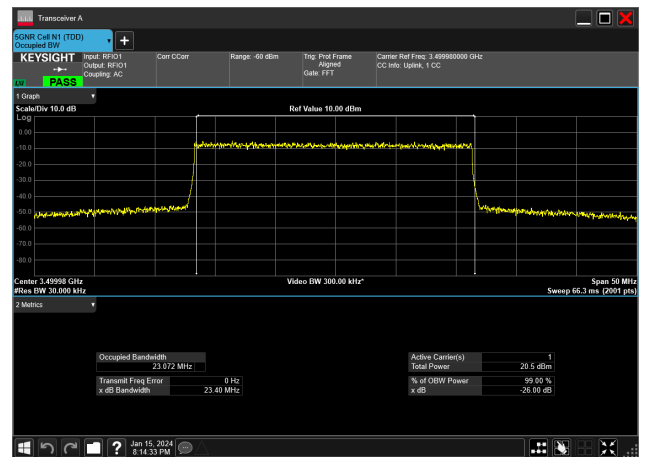 Transceiver A
5GNR Cell N1 (TDD)
Occupied BW
KEYSIGHT
LXI
PASS
Input: RFIO1
Output: RFIO1
Coupling: AC
Corr CCorr
Range: -60 dBm
Trig: Prot Frame
Aligned
Gate: FFT
Carrier Ref Freq: 3.499980000 GHz
CC Info: Uplink, 1 CC
1 Graph
Scale/Div 10.0 dB
Ref Value 10.00 dBm
Log
0.00
-10.0
-20.0
-30.0
-40.0
-50.0
-60.0
-70.0
-80.0
Center 3.49998 GHz
Video BW 300.00 kHz*
Span 50 MHz
#Res BW 30.000 kHz
Sweep 66.3 ms (2001 pts)
2 Metrics
Occupied Bandwidth
23.072 MHz
Transmit Freq Error 0 Hz
x dB Bandwidth 23.40 MHz
Active Carrier(s) 1
Total Power 20.5 dBm
% of OBW Power 99.00 %
x dB -26.00 dB
Jan 15, 2024
8:14:33 PM